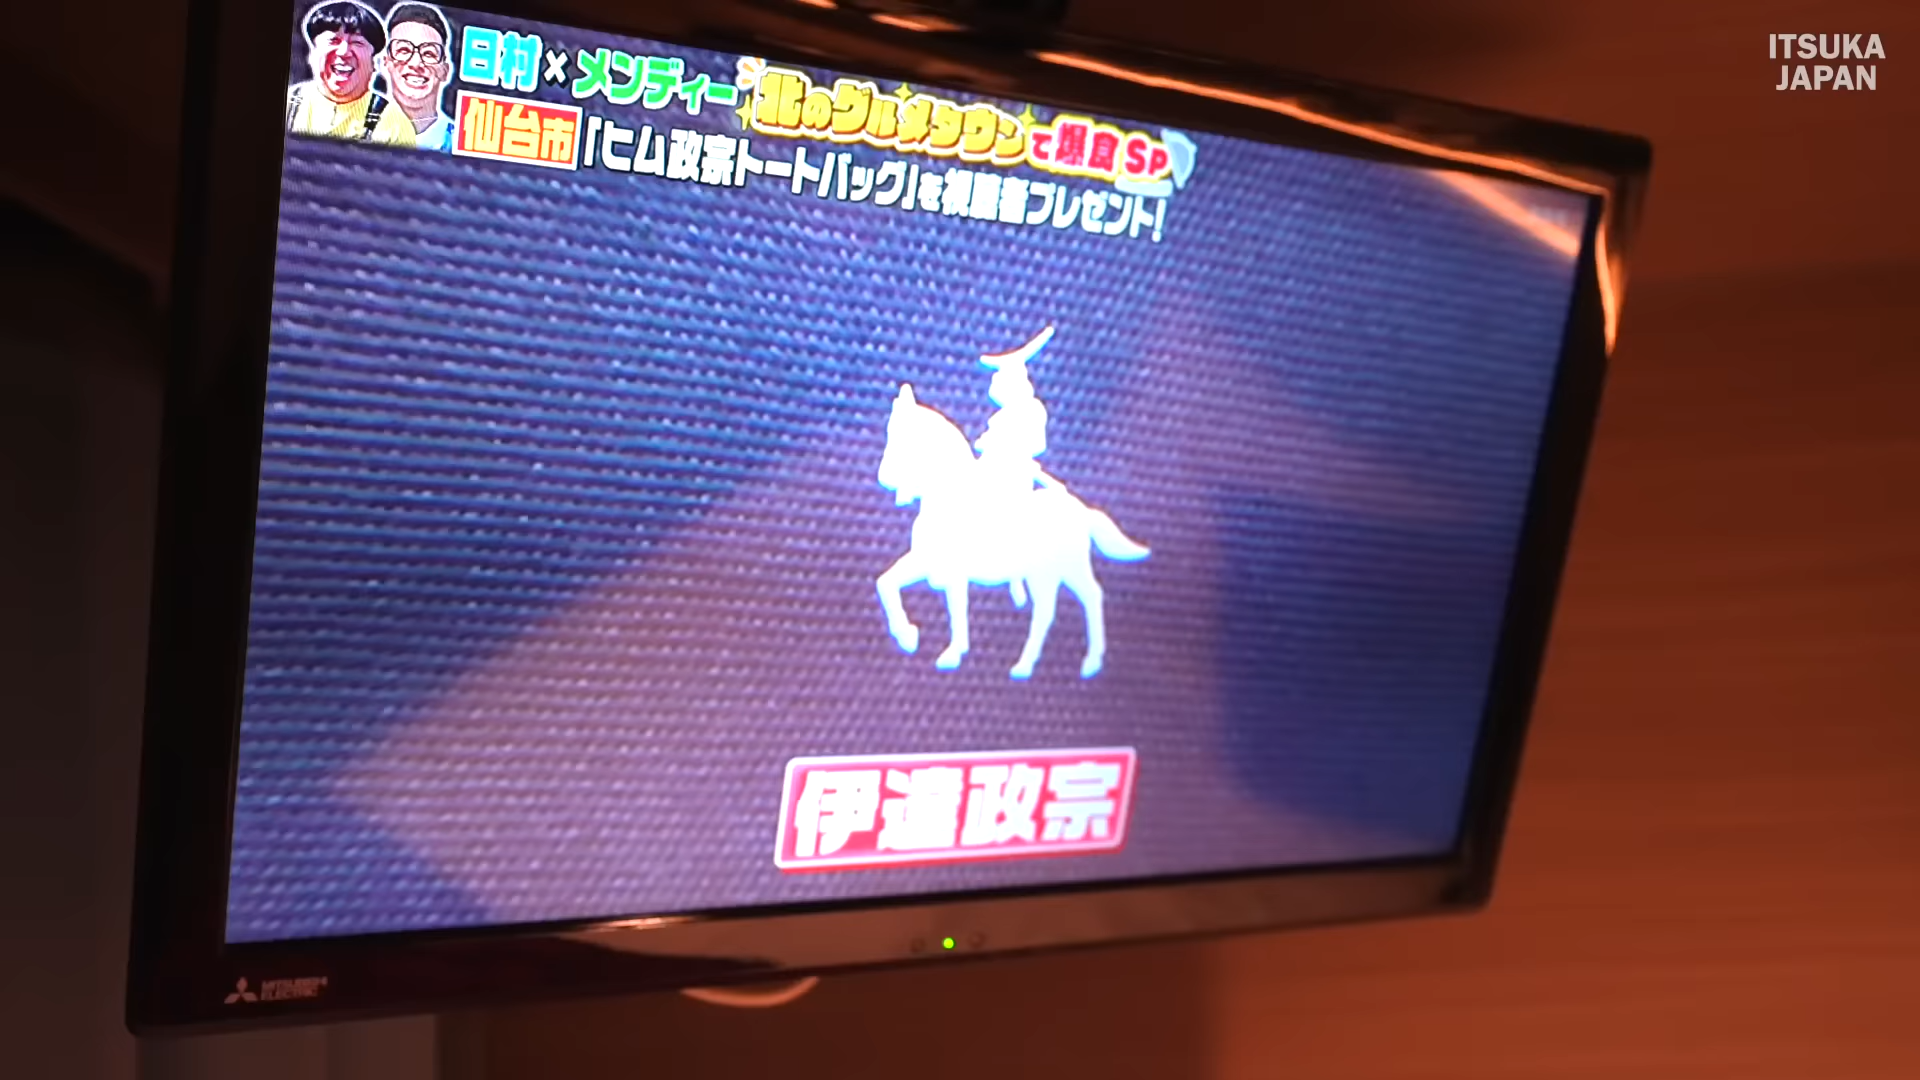 日村×メンディー 北のグルメタウンで爆食SP
仙台市「ヒム政宗トートバッグ」を視聴者プレゼント!
ITSUKA
JAPAN
伊達政宗
MITSUBISHI
ELECTRIC